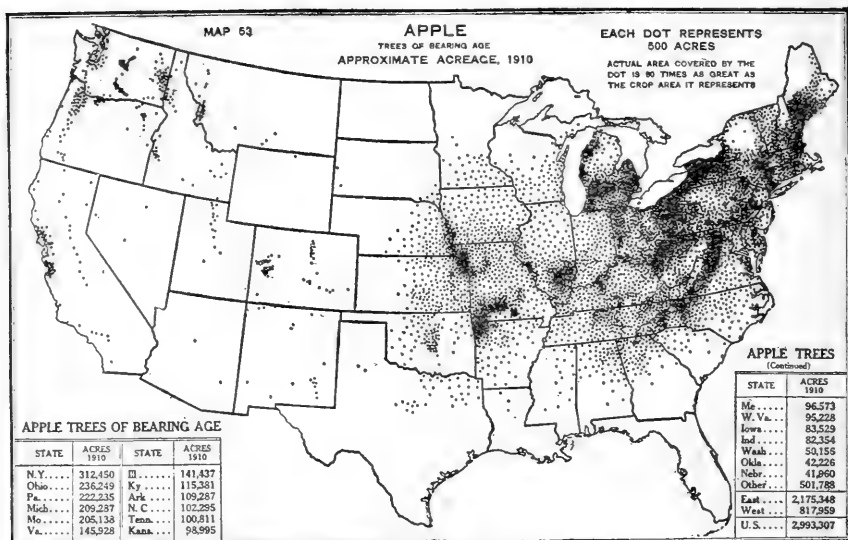 MAP 53
APPLE
TREES OF BEARING AGE
APPROXIMATE ACREAGE, 1910
EACH DOT REPRESENTS
500 ACRES
ACTUAL AREA COVERED BY THE
DOT IS 90 TIMES AS GREAT AS
THE CROP AREA IT REPRESENTS
APPLE TREES OF BEARING AGE
STATE ACRES 1910 STATE ACRES 1910
N.Y..... 312,450 Ill..... 141,437
Ohio.... 236,249 Ky.... 115,381
Pa..... 222,235 Ark.... 109,287
Mich.... 209,287 N. C.... 102,295
Mo..... 205,138 Tenn.... 100,811
Va..... 145,928 Kans.... 98,995
APPLE TREES
(Continued)
STATE ACRES 1910
Me..... 96,573
W. Va... 95,228
Iowa.... 83,529
Ind..... 82,354
Wash.... 50,156
Okla.... 42,226
Nebr.... 41,960
Other... 501,788
East.... 2,175,348
West... 817,959
U.S..... 2,993,307